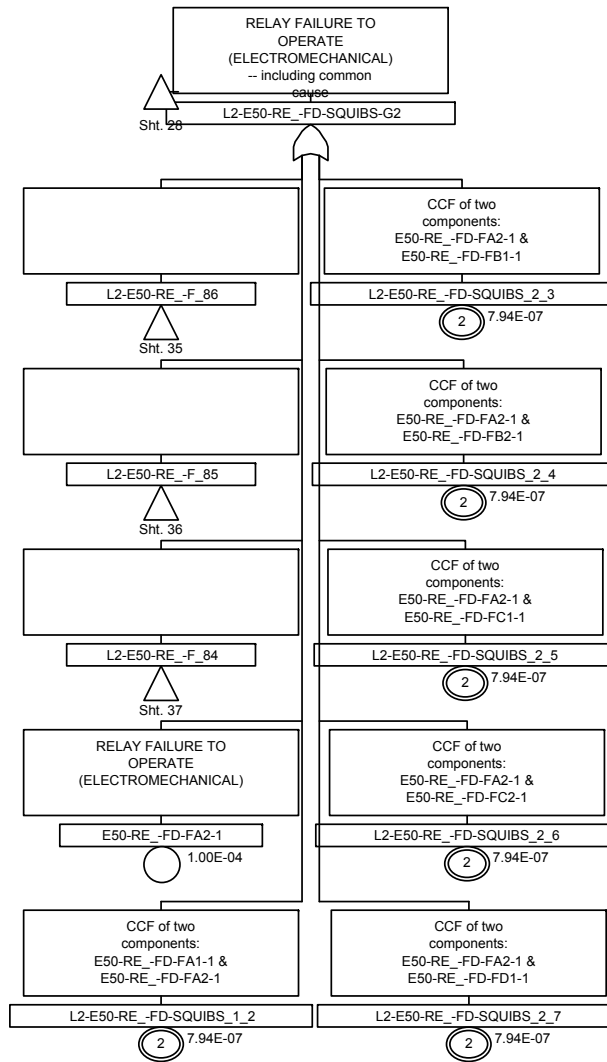 RELAY FAILURE TO
OPERATE
(ELECTROMECHANICAL)
-- including common
cause
L2-E50-RE_-FD-SQUIBS-G2
Sht. 28
L2-E50-RE_-F_86
Sht. 35
CCF of two
components:
E50-RE_-FD-FA2-1 &
E50-RE_-FD-FB1-1
L2-E50-RE_-FD-SQUIBS_2_3
2
7.94E-07
L2-E50-RE_-F_85
Sht. 36
CCF of two
components:
E50-RE_-FD-FA2-1 &
E50-RE_-FD-FB2-1
L2-E50-RE_-FD-SQUIBS_2_4
2
7.94E-07
L2-E50-RE_-F_84
Sht. 37
CCF of two
components:
E50-RE_-FD-FA2-1 &
E50-RE_-FD-FC1-1
L2-E50-RE_-FD-SQUIBS_2_5
2
7.94E-07
RELAY FAILURE TO
OPERATE
(ELECTROMECHANICAL)
E50-RE_-FD-FA2-1
1.00E-04
CCF of two
components:
E50-RE_-FD-FA2-1 &
E50-RE_-FD-FC2-1
L2-E50-RE_-FD-SQUIBS_2_6
2
7.94E-07
CCF of two
components:
E50-RE_-FD-FA1-1 &
E50-RE_-FD-FA2-1
L2-E50-RE_-FD-SQUIBS_1_2
2
7.94E-07
CCF of two
components:
E50-RE_-FD-FA2-1 &
E50-RE_-FD-FD1-1
L2-E50-RE_-FD-SQUIBS_2_7
2
7.94E-07